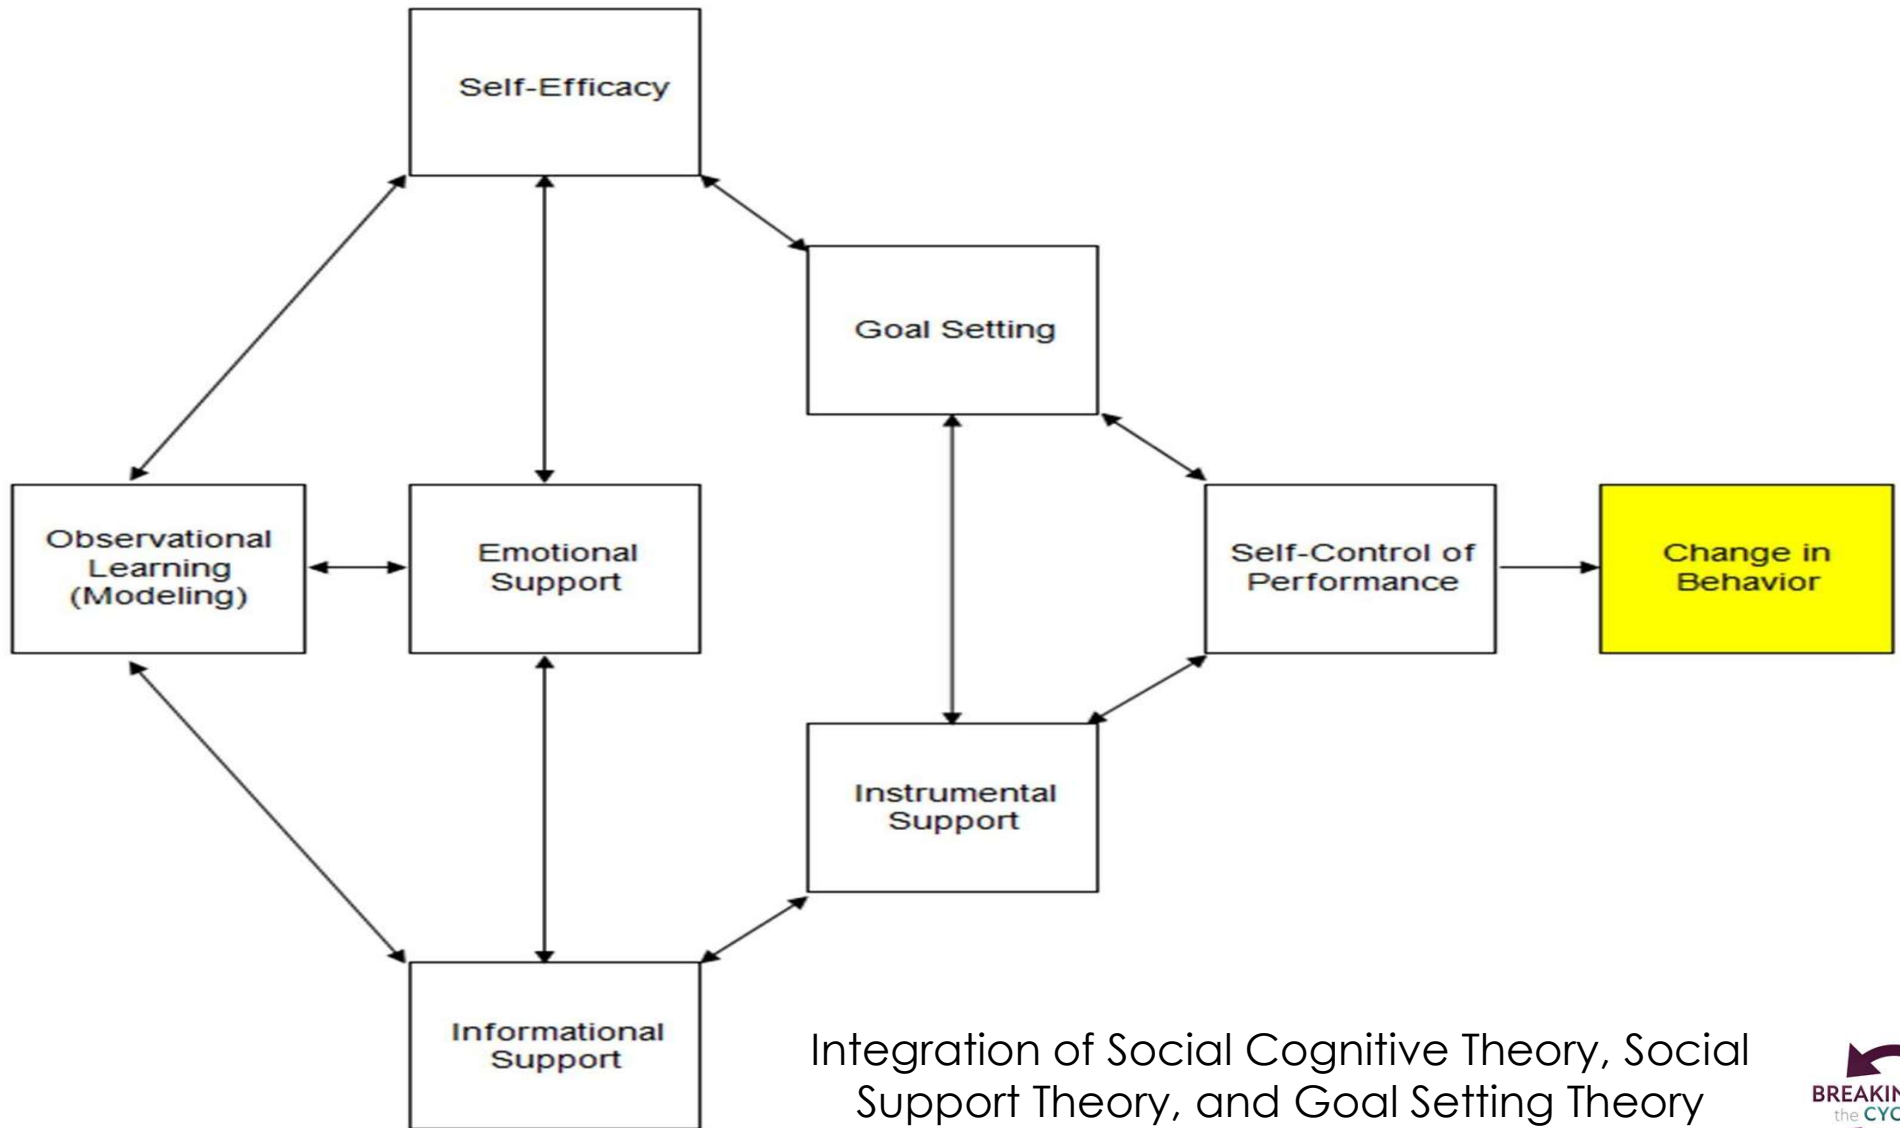 Self-Efficacy
Goal Setting
Observational
Learning
(Modeling)
Emotional
Support
Self-Control of
Performance
Change in
Behavior
Instrumental
Support
Informational
Support
Integration of Social Cognitive Theory, Social
Support Theory, and Goal Setting Theory
the